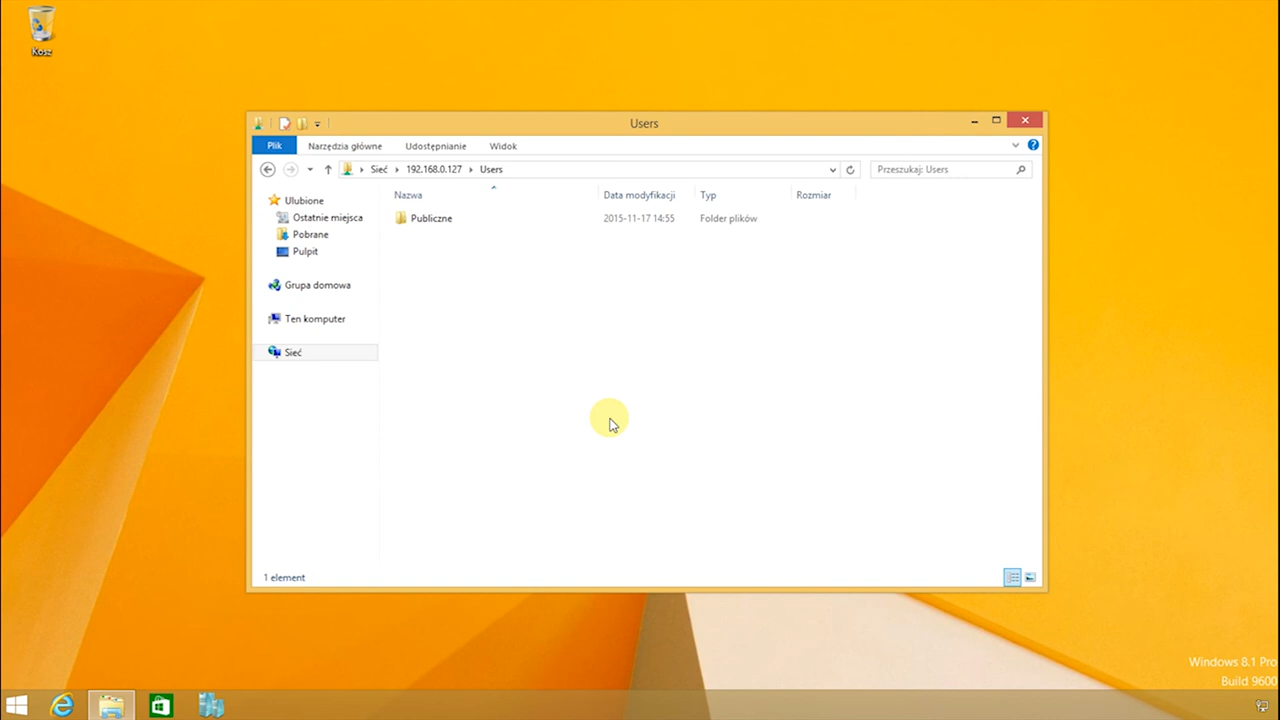 Kosz
Users
Plik Narzędzia główne Udostępnianie Widok
Sieć 192.168.0.127 Users Przeszukaj: Users
Nazwa Data modyfikacji Typ Rozmiar
Ulubione
Ostatnie miejsca
Pobrane
Pulpit
Grupa domowa
Ten komputer
Sieć
Publiczne 2015-11-17 14:55 Folder plików
1 element
Windows 8.1 Pro
Build 9600